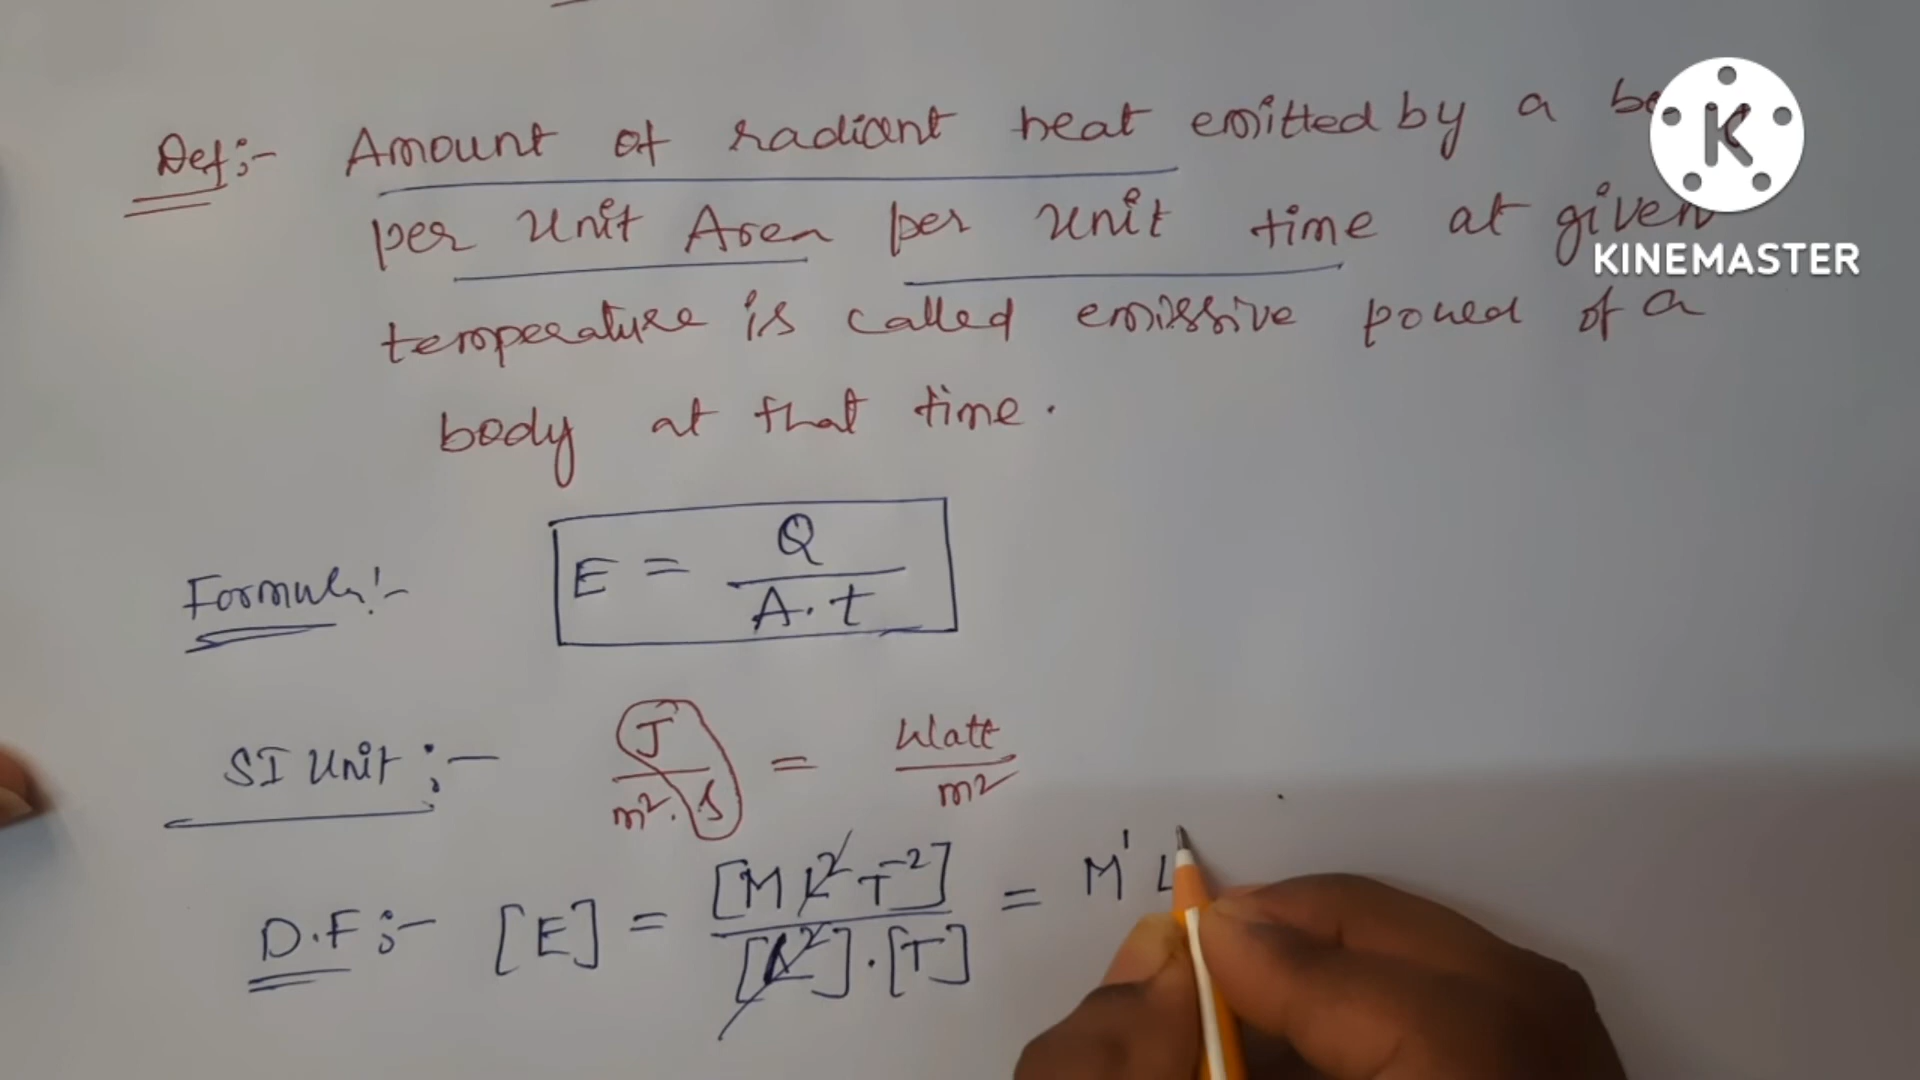 Def:- Amount of radiant heat emitted by a
per unit Area per unit time at given
temperature is called emissive power of a
body at that time.
Formula:- E = Q / A.t
SI Unit :- J / m². s = Watt / m²
D.F :- [E] = [M L² T⁻²] / [L²] . [T] = M¹ L
K
KINEMASTER